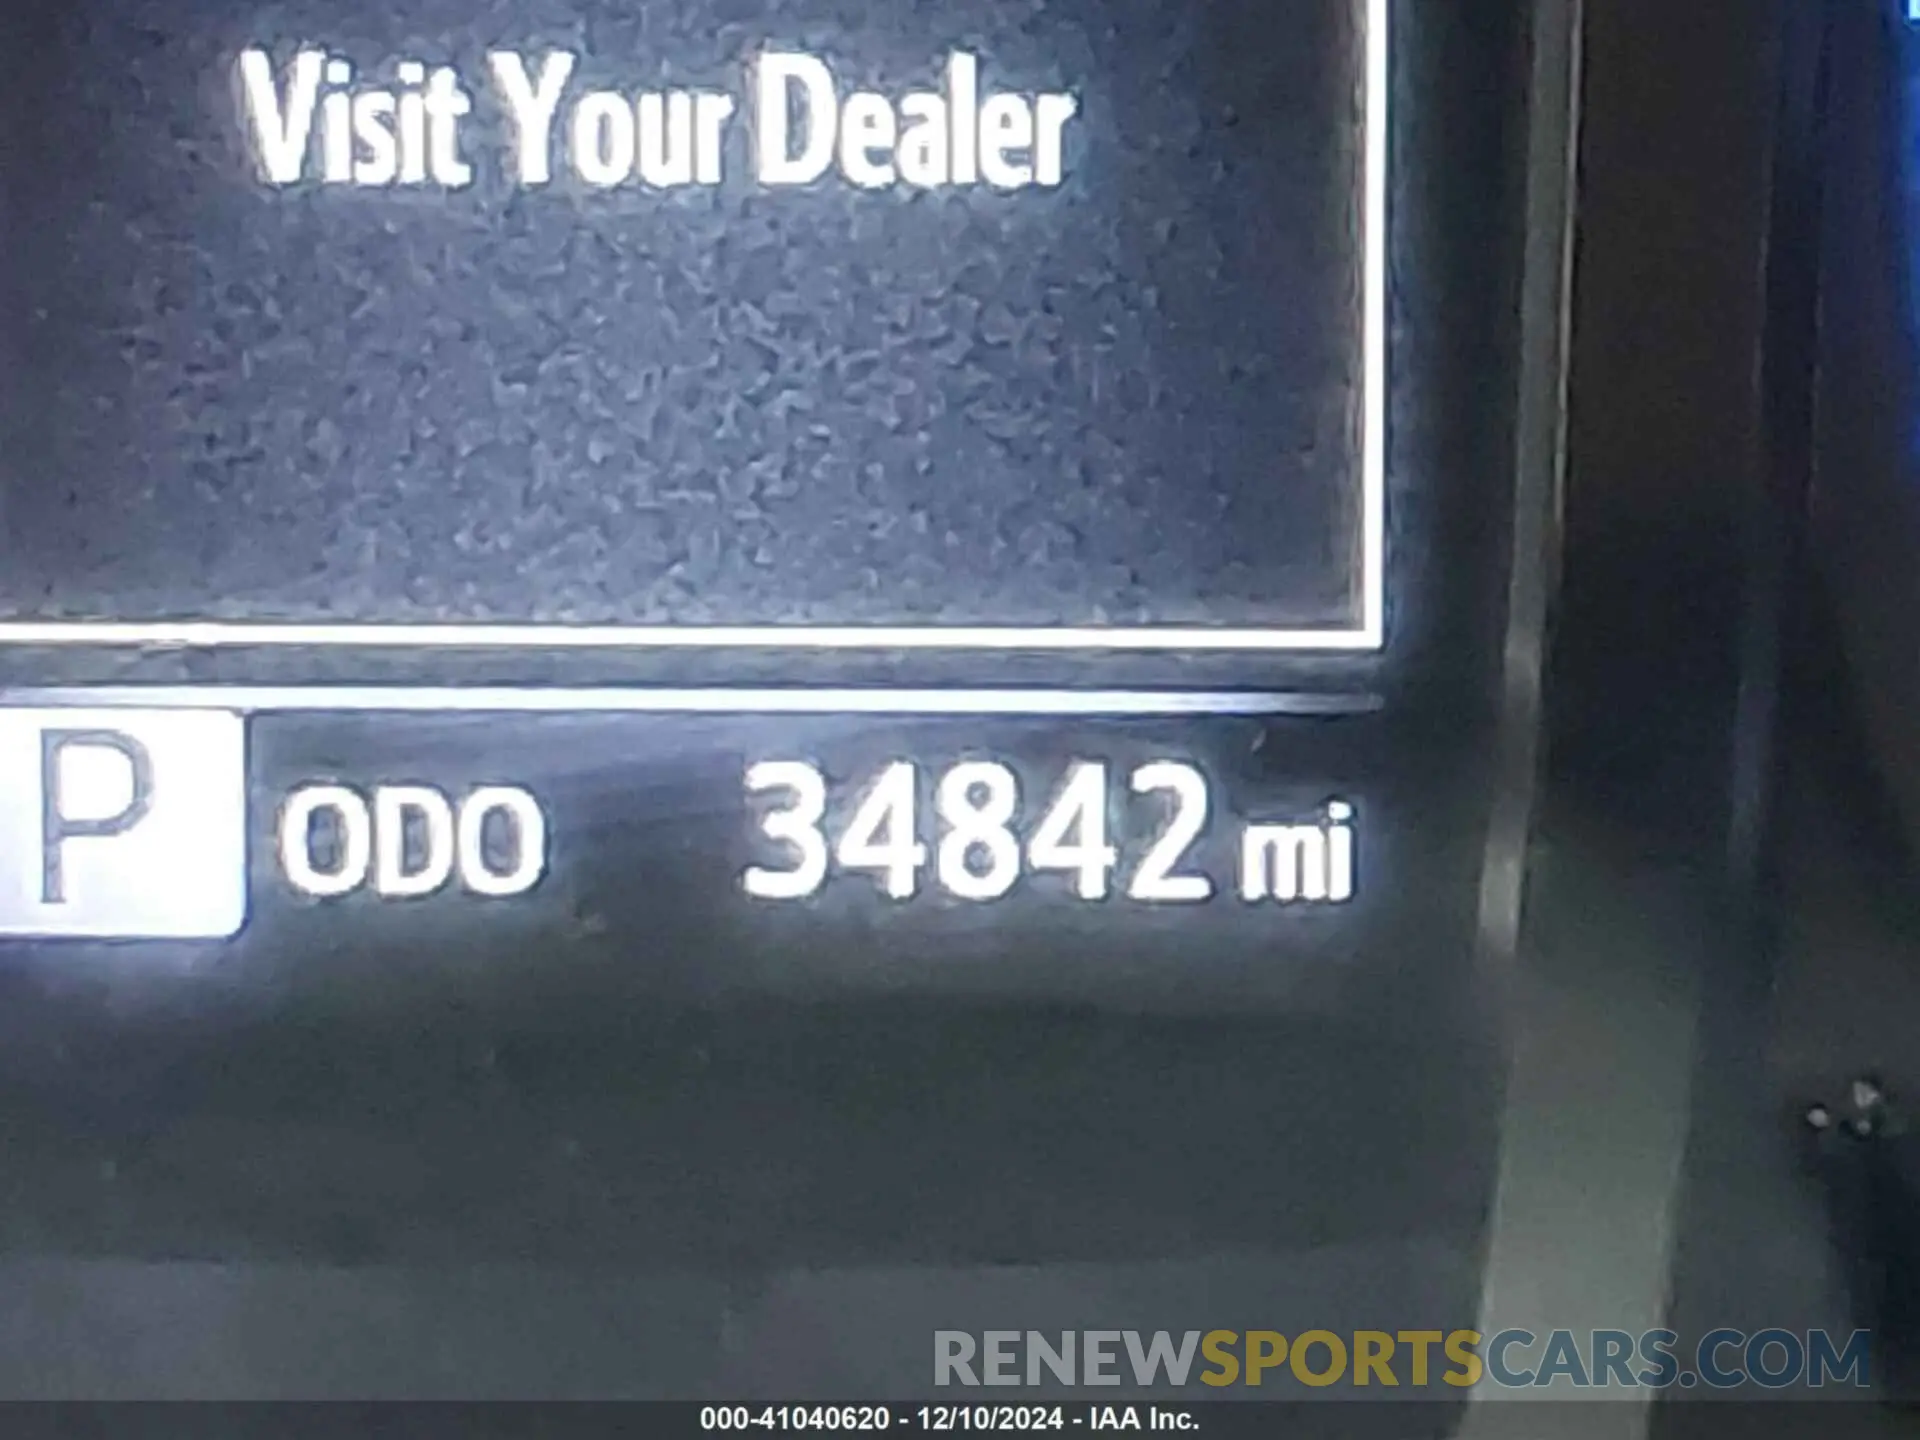 Visit Your Dealer
P ODO 34842 mi
RENEWSPORTSCARS.COM
000-41040620 - 12/10/2024 - IAA Inc.